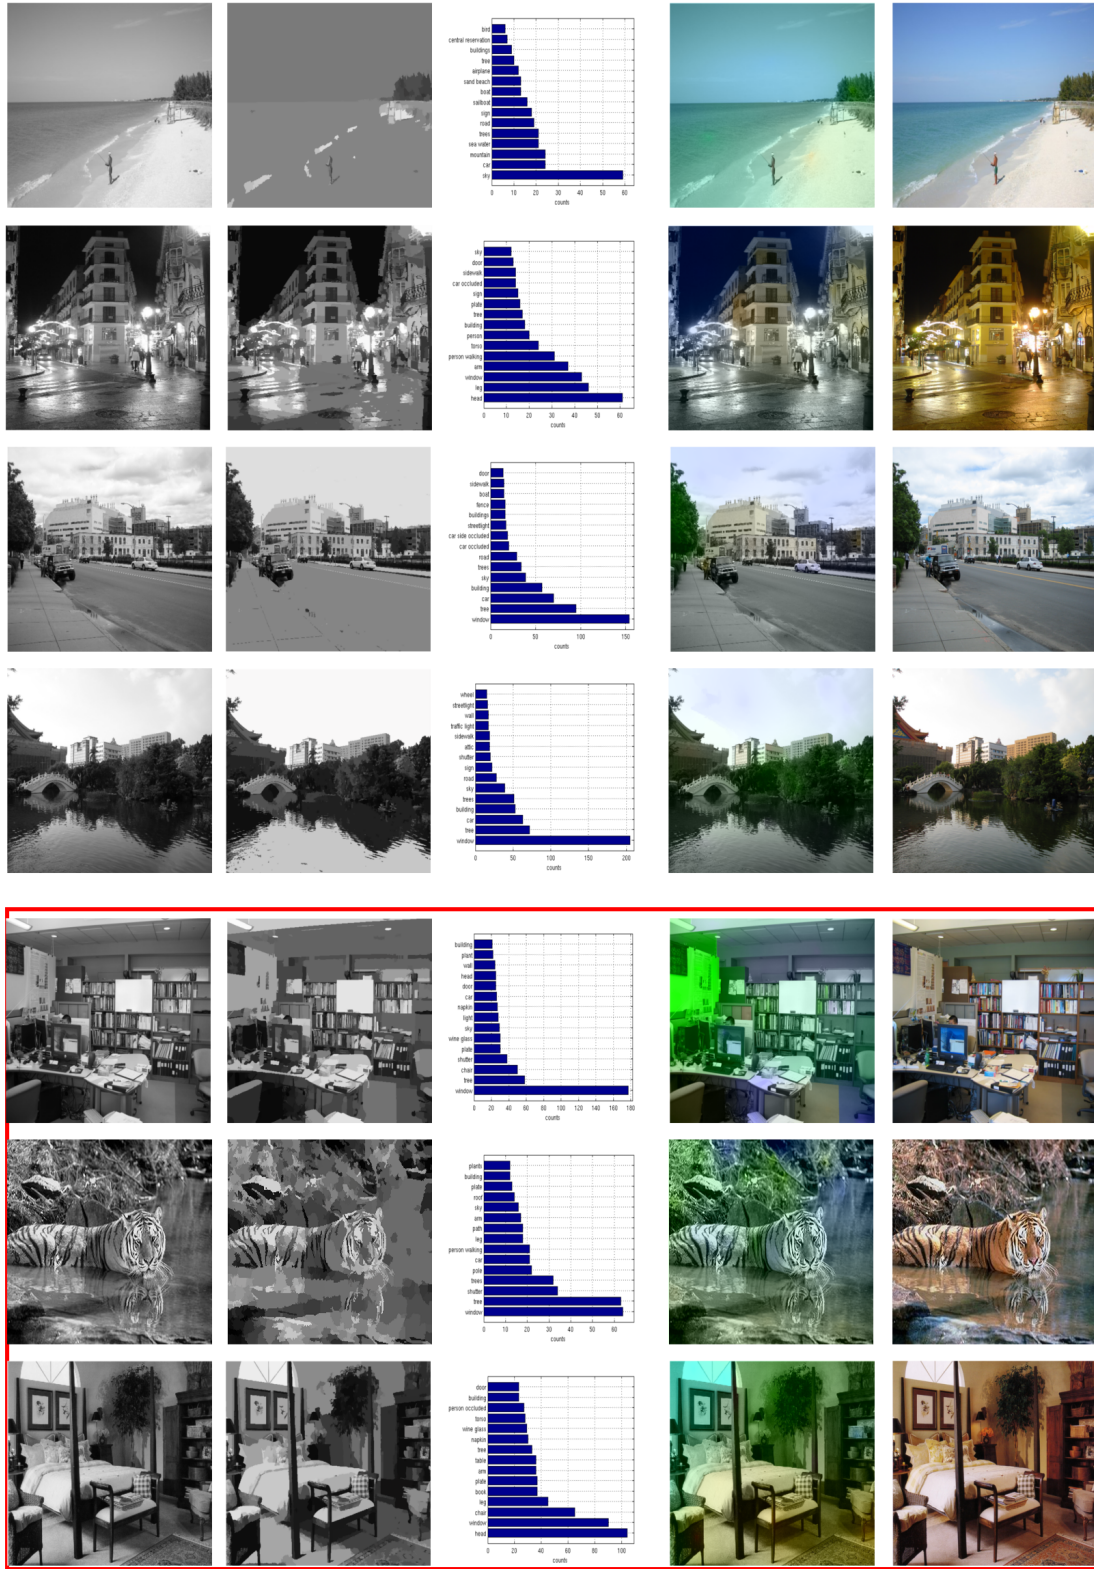 bird
central reservation
buildings
tree
airplane
sand beach
boat
sailboat
sign
road
trees
sea water
mountain
car
sky
0 10 20 30 40 50 60
counts
sky
door
sidewalk
car occluded
sign
plate
tree
building
person
torso
person walking
arm
window
leg
head
0 10 20 30 40 50 60
counts
door
sidewalk
boat
fence
buildings
streetlight
car side occluded
car occluded
road
trees
sky
building
car
tree
window
0 50 100 150
counts
wheel
streetlight
wall
traffic light
sidewalk
attic
shutter
sign
road
sky
trees
building
car
tree
window
0 50 100 150 200
counts
building
plant
wall
head
door
car
napkin
light
sky
wine glass
plate
shutter
chair
tree
window
0 20 40 60 80 100 120 140 160 180
counts
plants
building
plate
roof
sky
arm
path
leg
person walking
car
pole
trees
shutter
tree
window
0 10 20 30 40 50 60
counts
door
building
person occluded
torso
wine glass
napkin
tree
table
arm
plate
book
leg
chair
window
head
0 20 40 60 80 100
counts